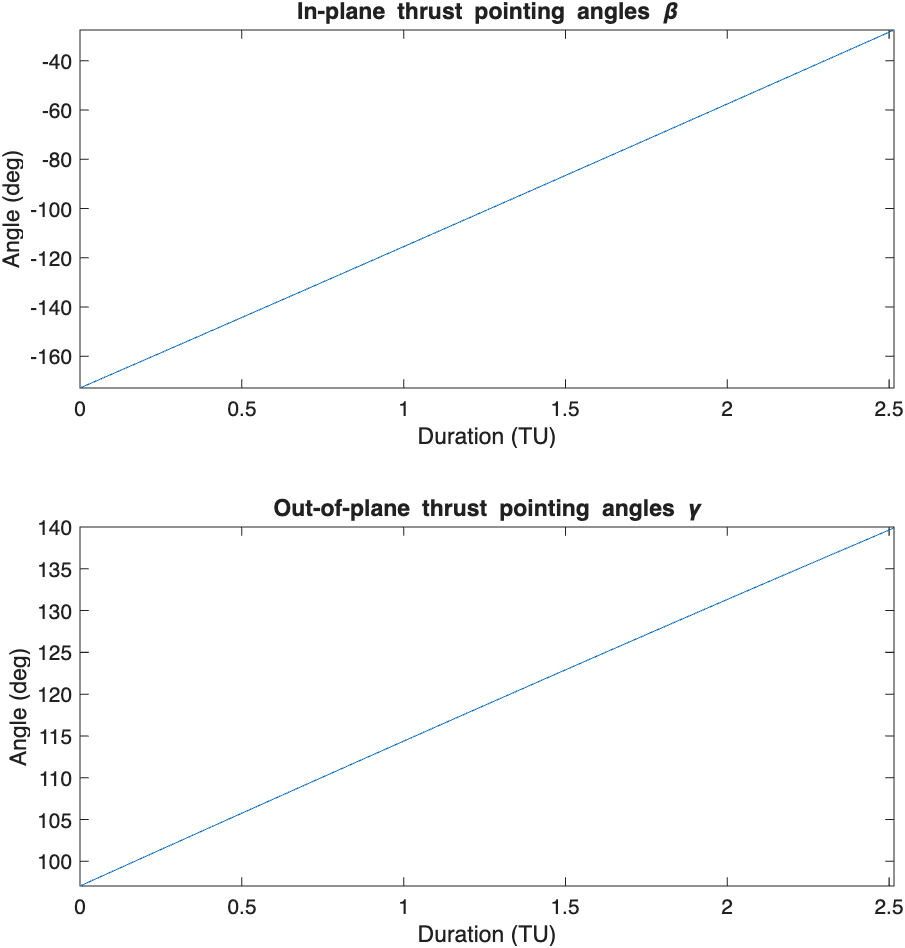 In-plane thrust pointing angles β
-40
-60
-80
-100
-120
-140
-160
Angle (deg)
0 0.5 1 1.5 2 2.5
Duration (TU)
Out-of-plane thrust pointing angles γ
140
135
130
125
120
115
110
105
100
Angle (deg)
0 0.5 1 1.5 2 2.5
Duration (TU)